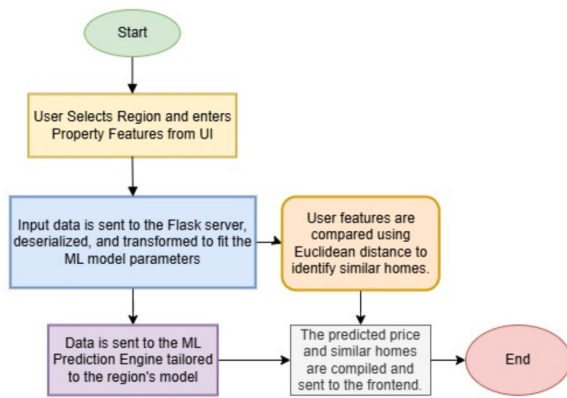 Start
User Selects Region and enters
Property Features from UI
Input data is sent to the Flask server,
deserialized, and transformed to fit the
ML model parameters
User features are
compared using
Euclidean distance to
identify similar homes.
Data is sent to the ML
Prediction Engine tailored
to the region's model
The predicted price
and similar homes
are compiled and
sent to the frontend.
End